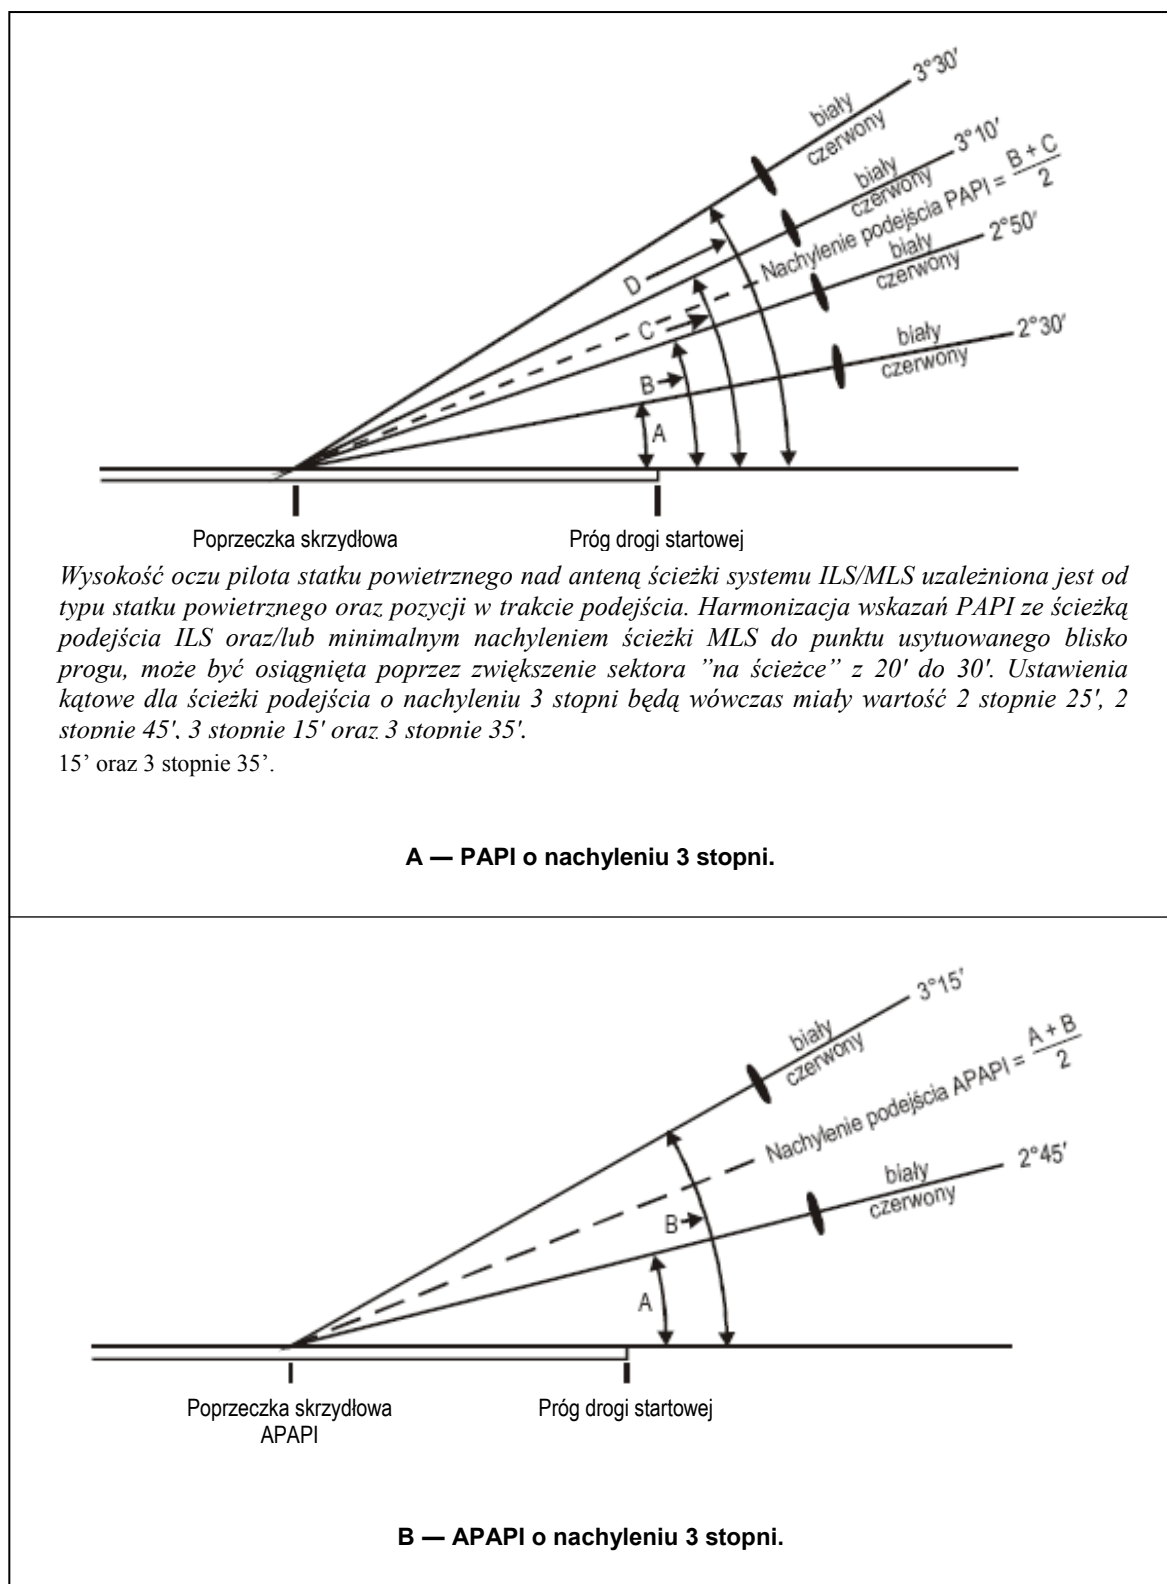 3°30′
biały
czerwony
3°10′
biały
czerwony
Nachylenie podejścia PAPI = B + C
2
2°50′
biały
czerwony
2°30′
biały
czerwony
D
C
B
A
Poprzeczka skrzydłowa
Próg drogi startowej
Wysokość oczu pilota statku powietrznego nad anteną ścieżki systemu ILS/MLS uzależniona jest od
typu statku powietrznego oraz pozycji w trakcie podejścia. Harmonizacja wskazań PAPI ze ścieżką
podejścia ILS oraz/lub minimalnym nachyleniem ścieżki MLS do punktu usytuowanego blisko
progu, może być osiągnięta poprzez zwiększenie sektora ”na ścieżce” z 20' do 30'. Ustawienia
kątowe dla ścieżki podejścia o nachyleniu 3 stopni będą wówczas miały wartość 2 stopnie 25', 2
stopnie 45', 3 stopnie 15' oraz 3 stopnie 35'.
15’ oraz 3 stopnie 35’.
A — PAPI o nachyleniu 3 stopni.
3°15′
biały
czerwony
Nachylenie podejścia APAPI = A + B
2
2°45′
biały
czerwony
B
A
Poprzeczka skrzydłowa
APAPI
Próg drogi startowej
B — APAPI o nachyleniu 3 stopni.